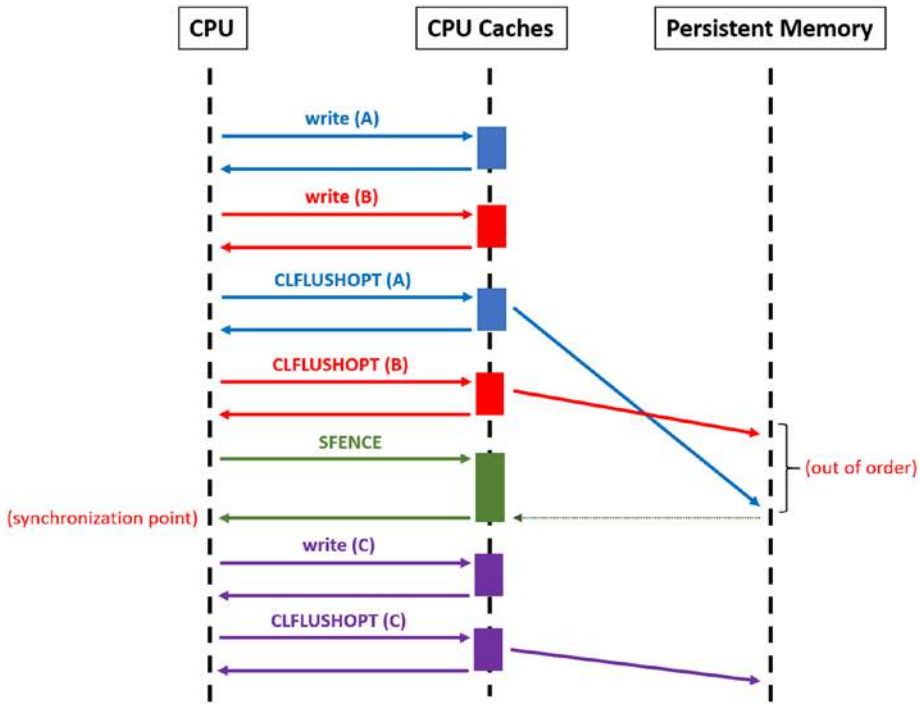 CPU
CPU Caches
Persistent Memory
write (A)
write (B)
CLFLUSHOPT (A)
CLFLUSHOPT (B)
SFENCE
(out of order)
(synchronization point)
write (C)
CLFLUSHOPT (C)